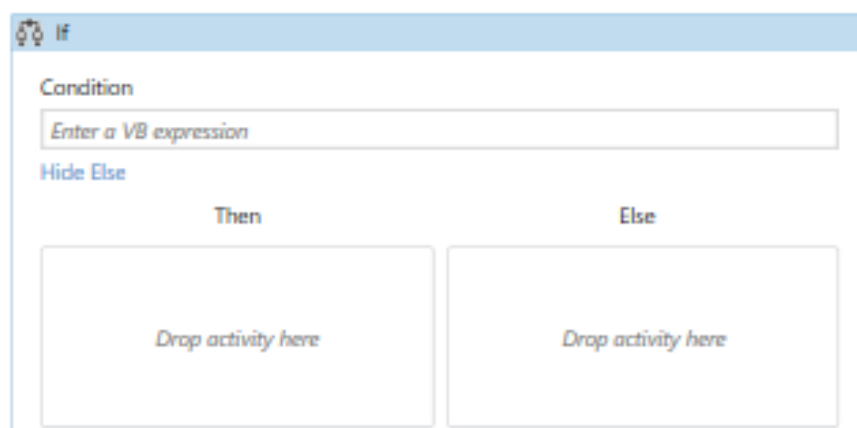 If
Condition
Enter a VB expression
Hide Else
Then Else
Drop activity here Drop activity here